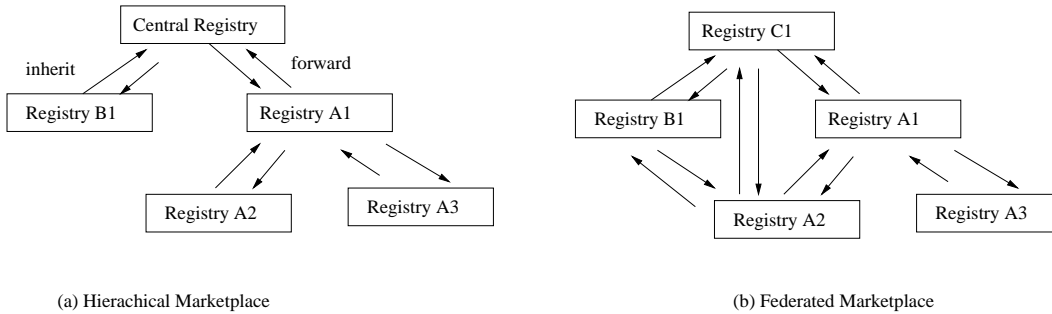 Central Registry
inherit
forward
Registry B1
Registry A1
Registry A2
Registry A3
(a) Hierachical Marketplace
Registry C1
Registry B1
Registry A1
Registry A2
Registry A3
(b) Federated Marketplace